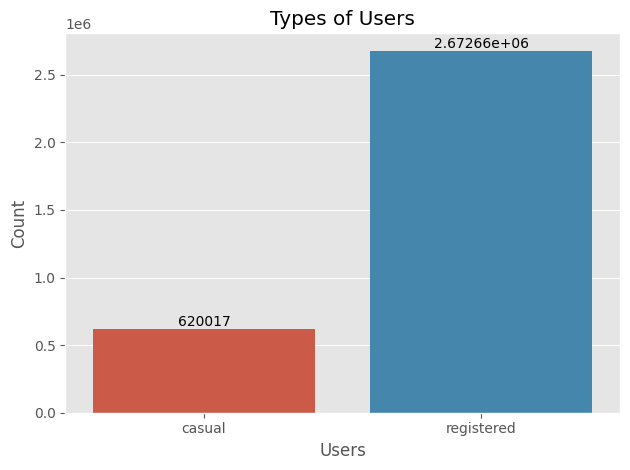 Types of Users
1e6
2.67266e+06
2.5
2.0
1.5
1.0
0.5
0.0
Count
620017
casual
registered
Users